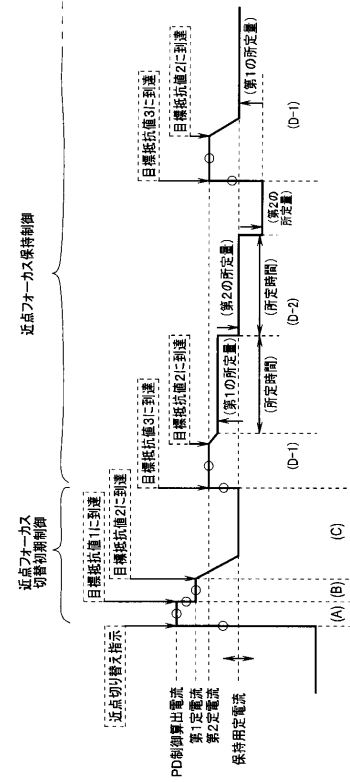 近点フォーカス
切替初期制御
近点フォーカス保持制御
近点切り替え指示
目標抵抗値1に到達
目標抵抗値2に到達
目標抵抗値3に到達
目標抵抗値2に到達
目標抵抗値3に到達
目標抵抗値2に到達
PD制御算出電流
第1定電流
第2定電流
保持用定電流
(第1の所定量)
(第2の所定量)
(第2の
所定量)
(第1の所定量)
(所定時間)
(所定時間)
(A)
(B)
(C)
(D-1)
(D-2)
(D-1)